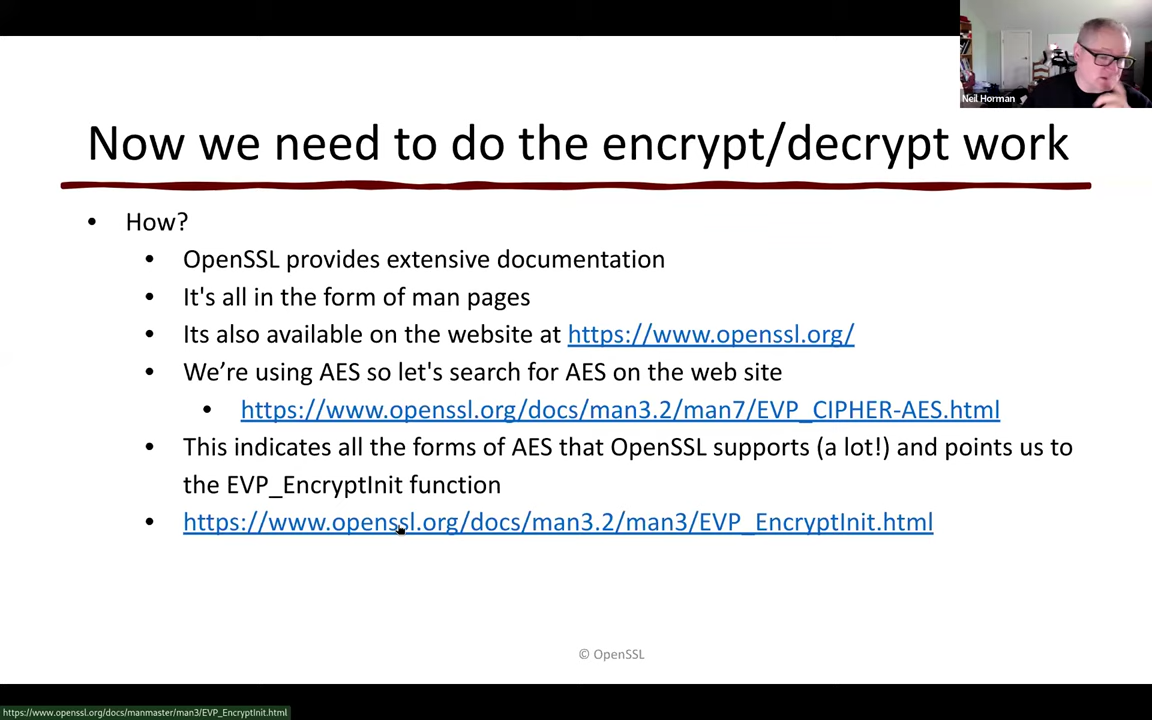 Neil Horman
Now we need to do the encrypt/decrypt work
• How?
• OpenSSL provides extensive documentation
• It's all in the form of man pages
• Its also available on the website at https://www.openssl.org/
• We’re using AES so let's search for AES on the web site
• https://www.openssl.org/docs/man3.2/man7/EVP_CIPHER-AES.html
• This indicates all the forms of AES that OpenSSL supports (a lot!) and points us to
the EVP_EncryptInit function
• https://www.openssl.org/docs/man3.2/man3/EVP_EncryptInit.html
© OpenSSL
https://www.openssl.org/docs/manmaster/man3/EVP_EncryptInit.html